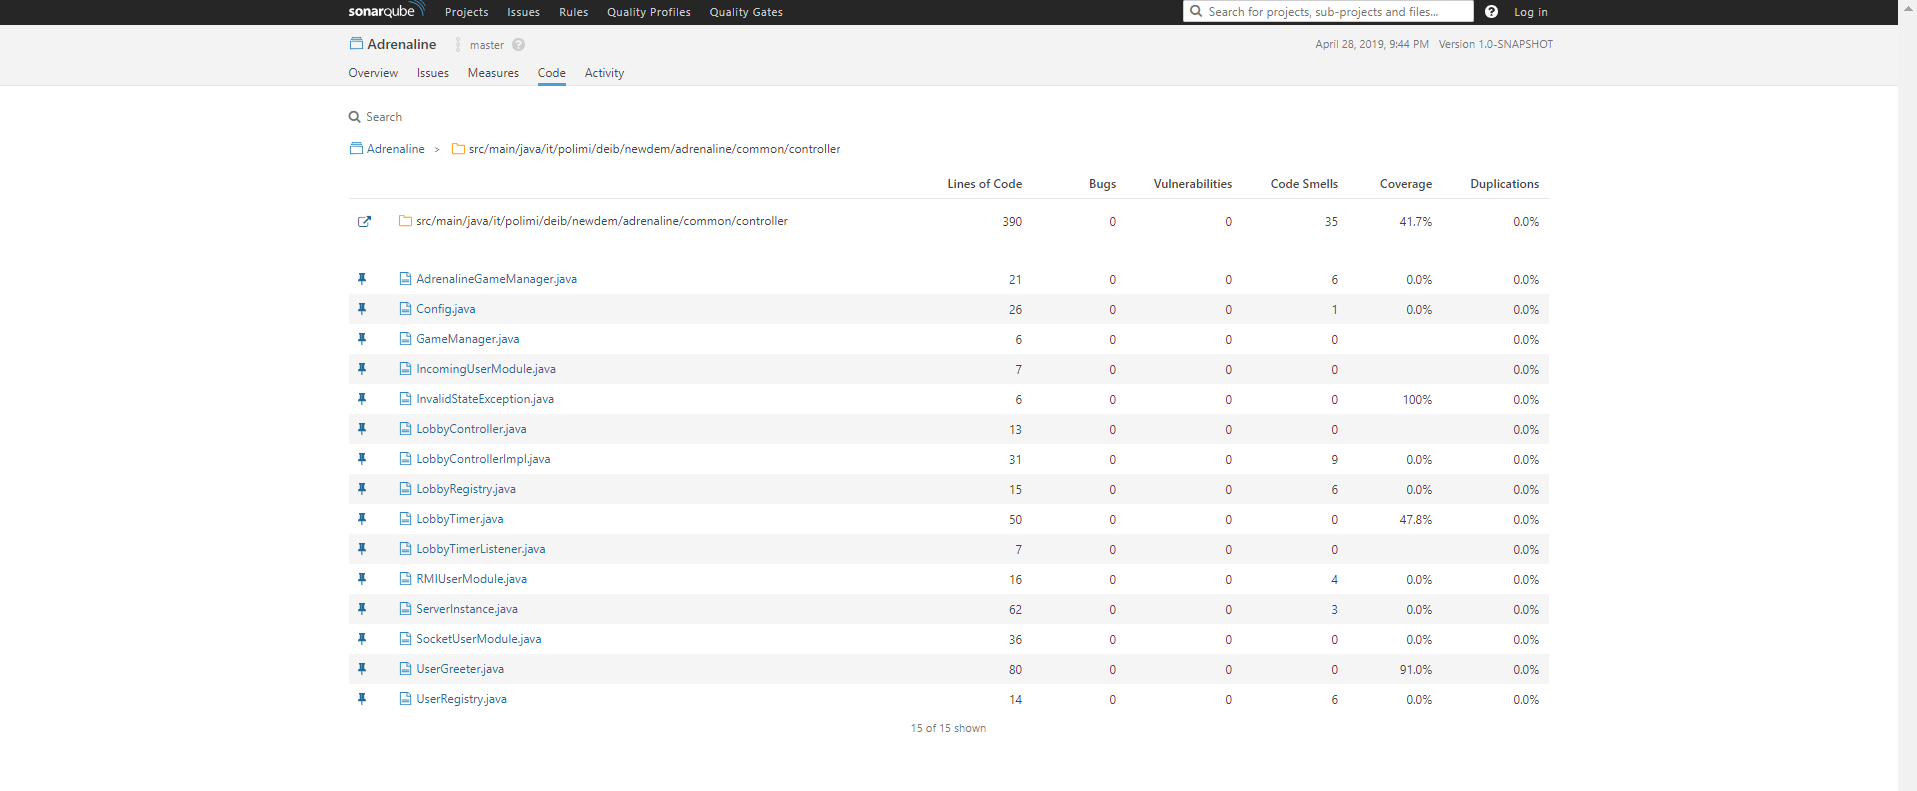 sonarqube Projects Issues Rules Quality Profiles Quality Gates Search for projects, sub-projects and files... ? Log in
Adrenaline master ? April 28, 2019, 9:44 PM Version 1.0-SNAPSHOT
Overview Issues Measures Code Activity
Search
Adrenaline > src/main/java/it/polimi/deib/newdem/adrenaline/common/controller
Lines of Code Bugs Vulnerabilities Code Smells Coverage Duplications
src/main/java/it/polimi/deib/newdem/adrenaline/common/controller 390 0 0 35 41.7% 0.0%
AdrenalineGameManager.java 21 0 0 6 0.0% 0.0%
Config.java 26 0 0 1 0.0% 0.0%
GameManager.java 6 0 0 0 0.0%
IncomingUserModule.java 7 0 0 0 0.0%
InvalidStateException.java 6 0 0 0 100% 0.0%
LobbyController.java 13 0 0 0 0.0%
LobbyControllerImpl.java 31 0 0 9 0.0% 0.0%
LobbyRegistry.java 15 0 0 6 0.0% 0.0%
LobbyTimer.java 50 0 0 0 47.8% 0.0%
LobbyTimerListener.java 7 0 0 0 0.0%
RMIUserModule.java 16 0 0 4 0.0% 0.0%
ServerInstance.java 62 0 0 3 0.0% 0.0%
SocketUserModule.java 36 0 0 0 0.0% 0.0%
UserGreeter.java 80 0 0 0 91.0% 0.0%
UserRegistry.java 14 0 0 6 0.0% 0.0%
15 of 15 shown